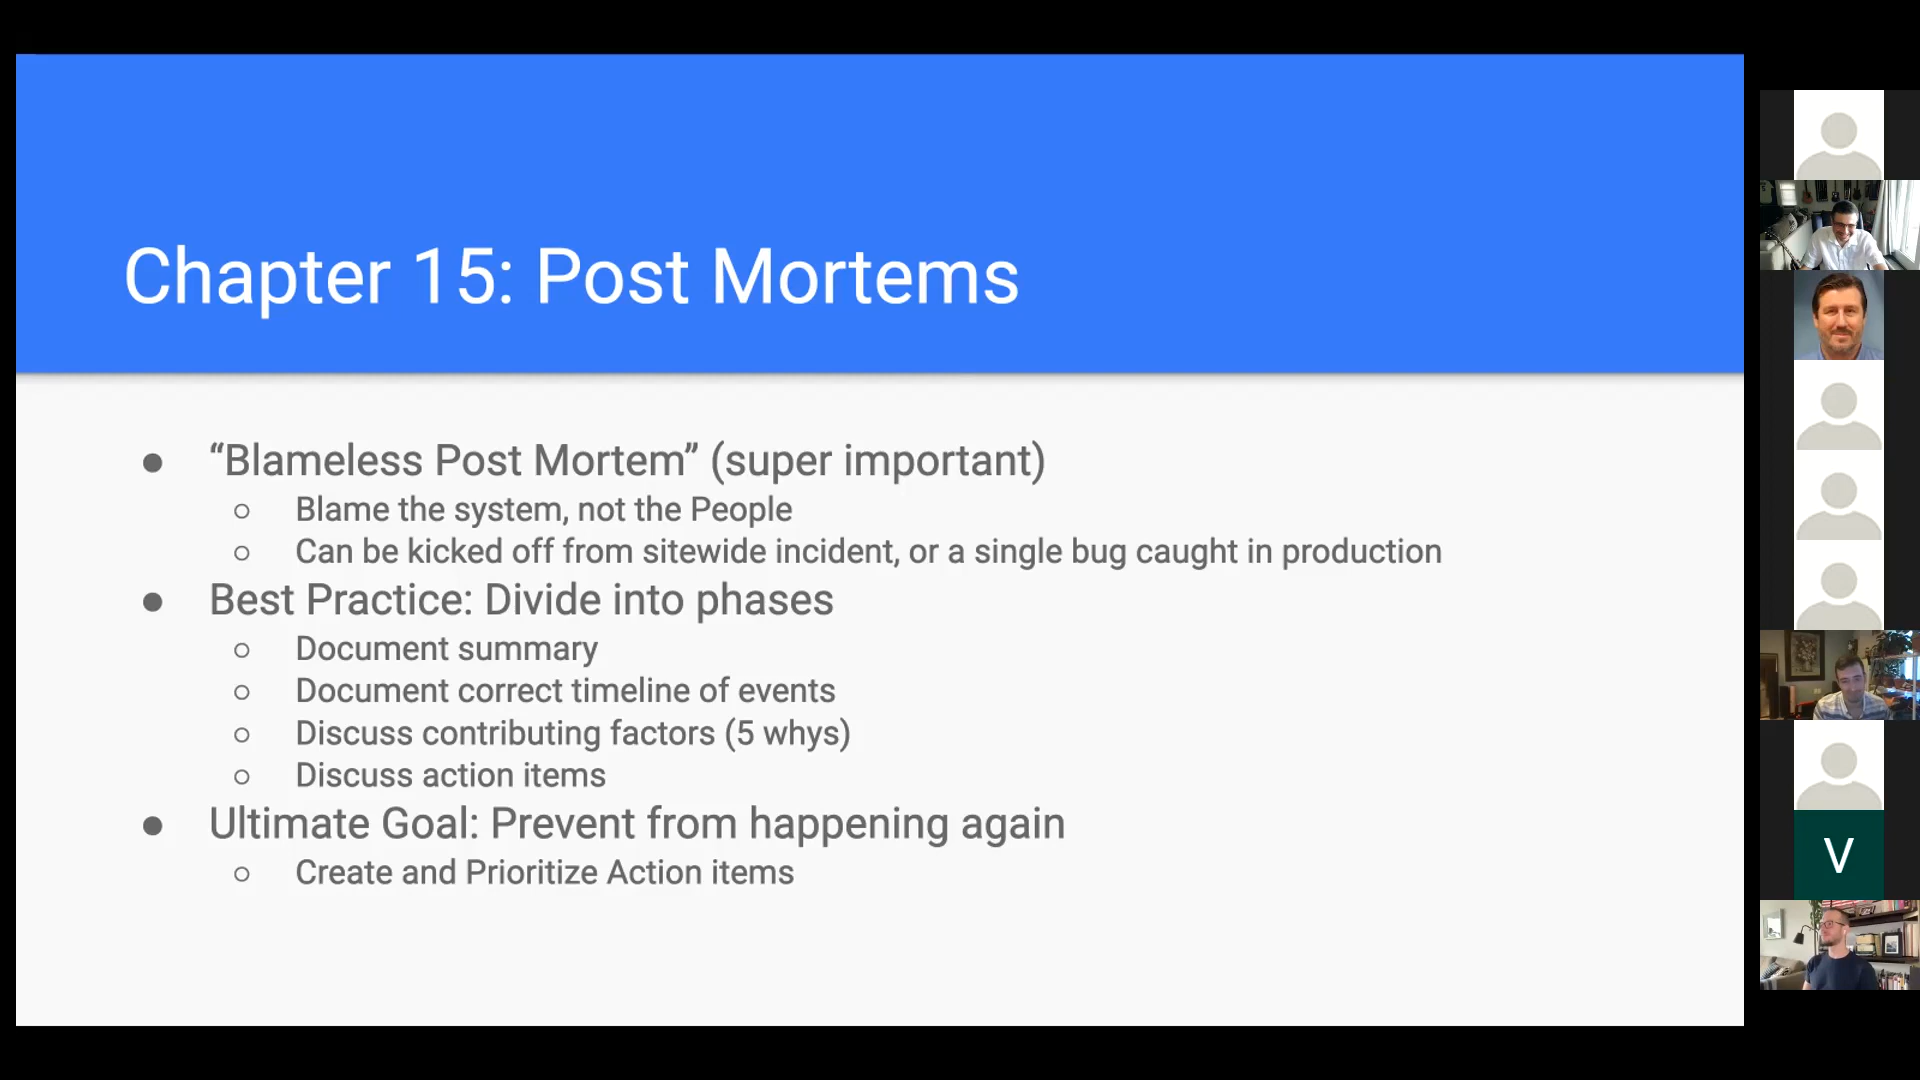 Chapter 15: Post Mortems
● “Blameless Post Mortem” (super important)
○ Blame the system, not the People
○ Can be kicked off from sitewide incident, or a single bug caught in production
● Best Practice: Divide into phases
○ Document summary
○ Document correct timeline of events
○ Discuss contributing factors (5 whys)
○ Discuss action items
● Ultimate Goal: Prevent from happening again
○ Create and Prioritize Action items
V